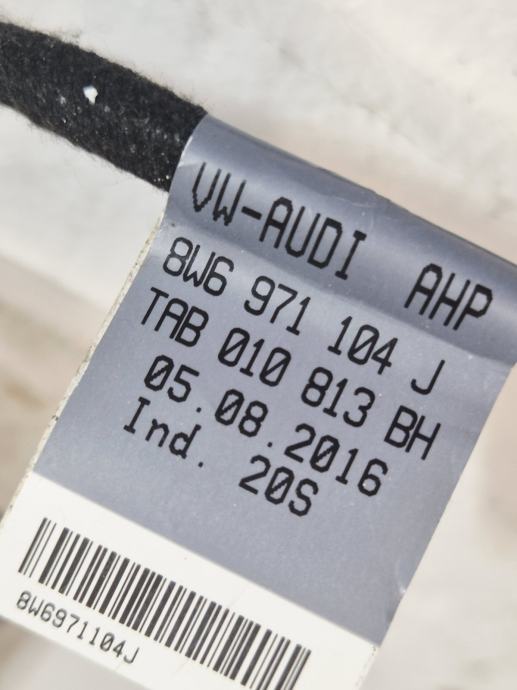 VW-AUDI AHP
8W6 971 104 J
TAB 010 813 BH
05.08.2016
Ind. 20S
8W6971104J